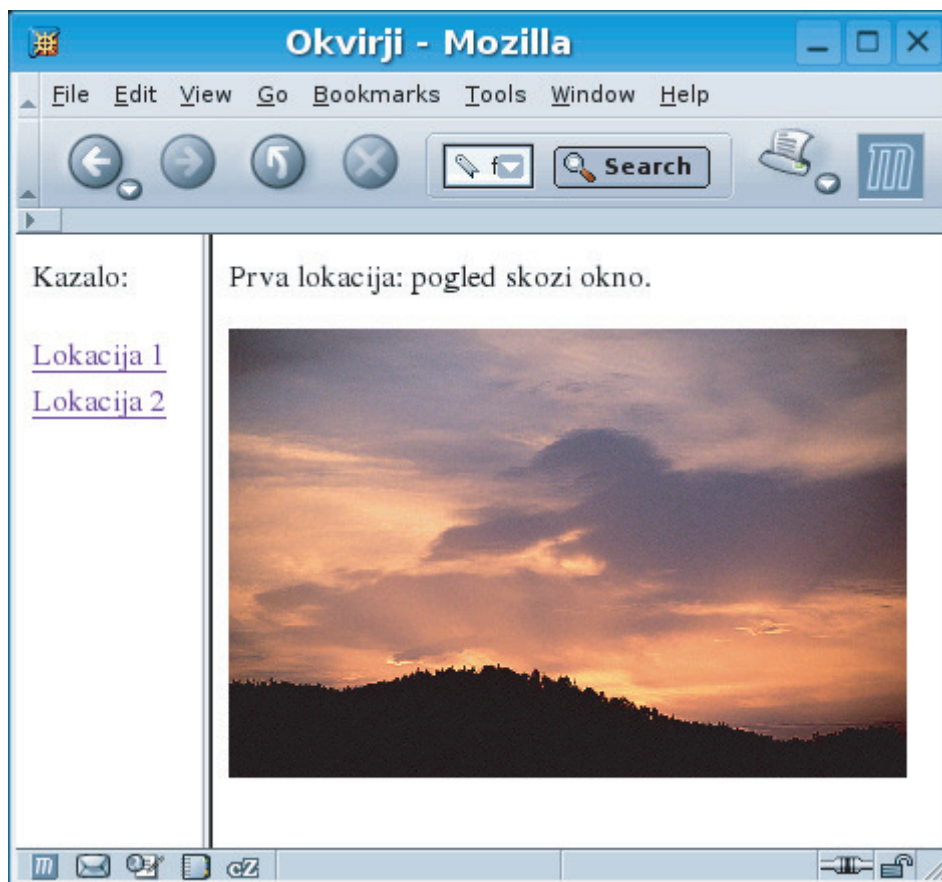 Okvirji - Mozilla
File Edit View Go Bookmarks Tools Window Help
f Search
Kazalo:
Lokacija 1
Lokacija 2
Prva lokacija: pogled skozi okno.
cZ